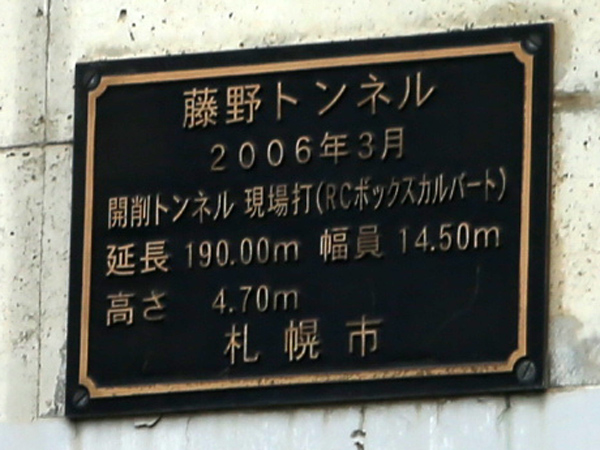 藤野トンネル
2006年3月
開削トンネル 現場打(RCボックスカルバート)
延長 190.00m 幅員 14.50m
高さ 4.70m
札幌市